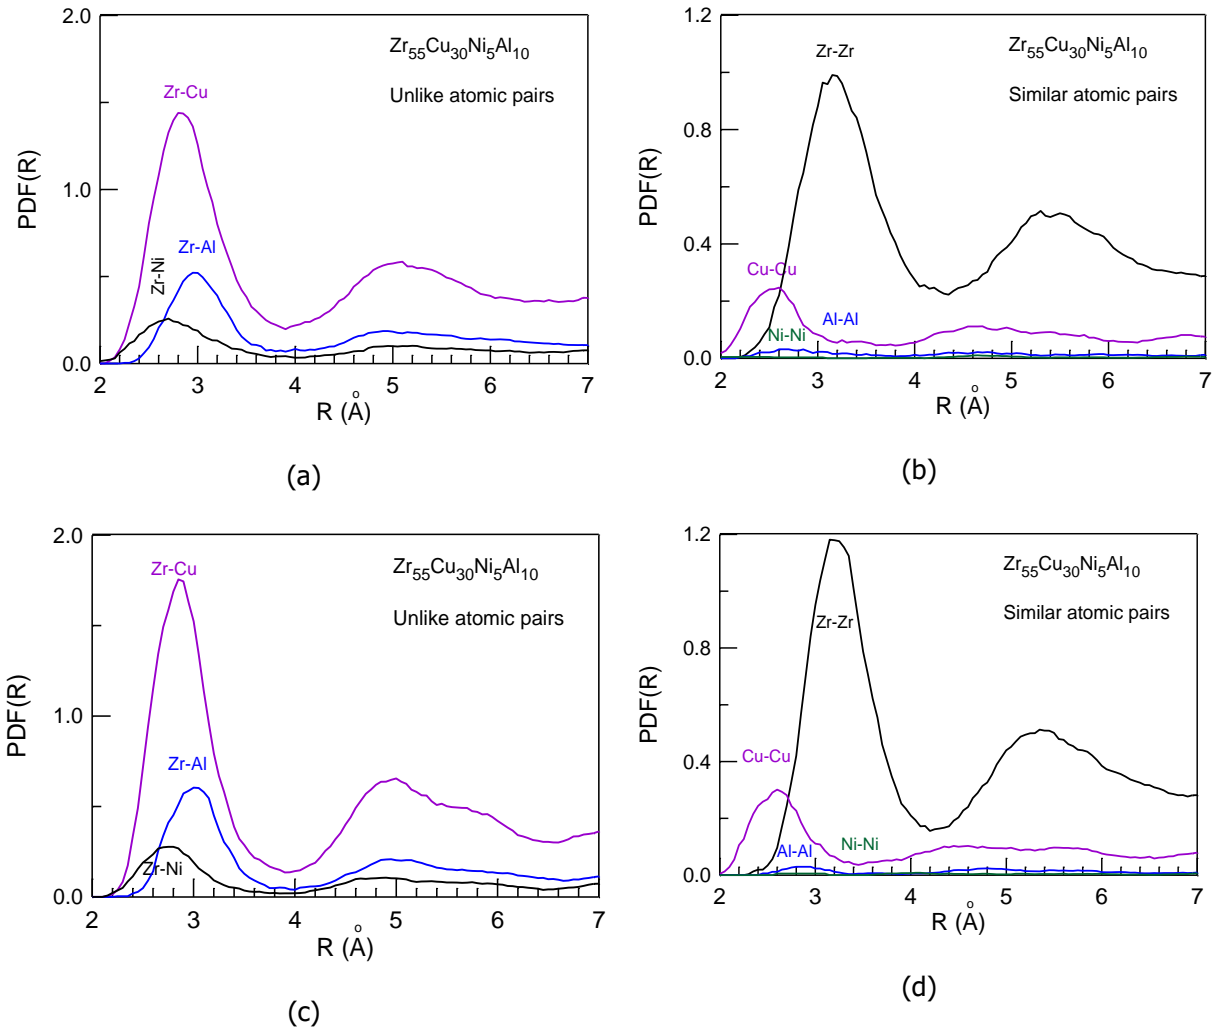 2.0
Zr55Cu30Ni5Al10
Zr-Cu
Unlike atomic pairs
PDF(R)
1.0
Zr-Al
Zr-Ni
0.0
2 3 4 5 6 7
R (Å)
(a)
1.2
Zr55Cu30Ni5Al10
Zr-Zr
Similar atomic pairs
PDF(R)
0.8
0.4
Cu-Cu
Al-Al
Ni-Ni
0.0
2 3 4 5 6 7
R (Å)
(b)
2.0
Zr-Cu
Zr55Cu30Ni5Al10
Unlike atomic pairs
PDF(R)
1.0
Zr-Al
Zr-Ni
0.0
2 3 4 5 6 7
R (Å)
(c)
1.2
Zr55Cu30Ni5Al10
Similar atomic pairs
Zr-Zr
PDF(R)
0.8
0.4
Cu-Cu
Ni-Ni
Al-Al
0.0
2 3 4 5 6 7
R (Å)
(d)